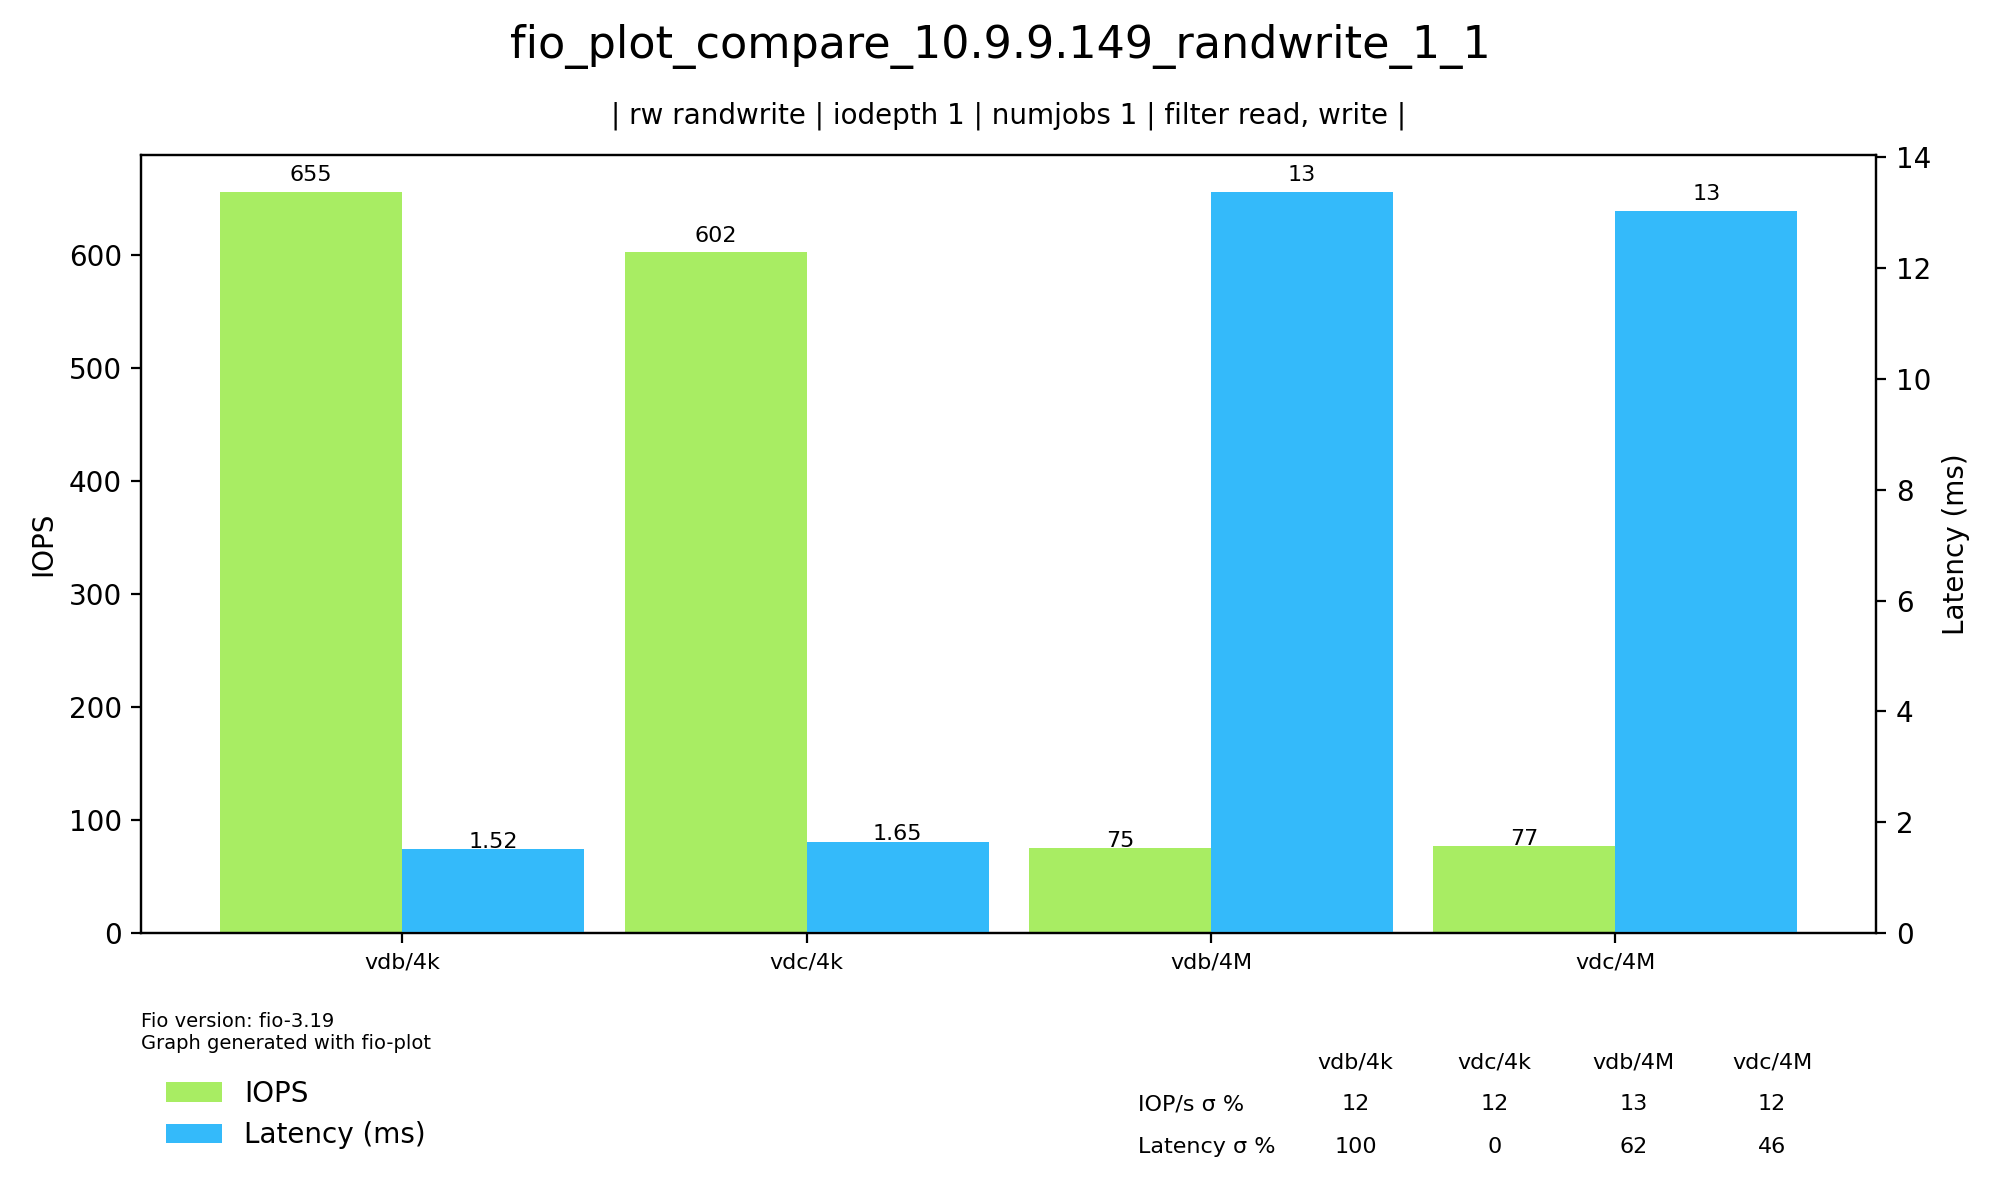 fio_plot_compare_10.9.9.149_randwrite_1_1
| rw randwrite | iodepth 1 | numjobs 1 | filter read, write |
655
602
13
13
1.52
1.65
75
77
IOPS
600
500
400
300
200
100
0
14
12
10
8
6
4
2
0
Latency (ms)
vdb/4k vdc/4k vdb/4M vdc/4M
Fio version: fio-3.19
Graph generated with fio-plot
IOPS
Latency (ms)
vdb/4k vdc/4k vdb/4M vdc/4M
IOP/s σ % 12 12 13 12
Latency σ % 100 0 62 46